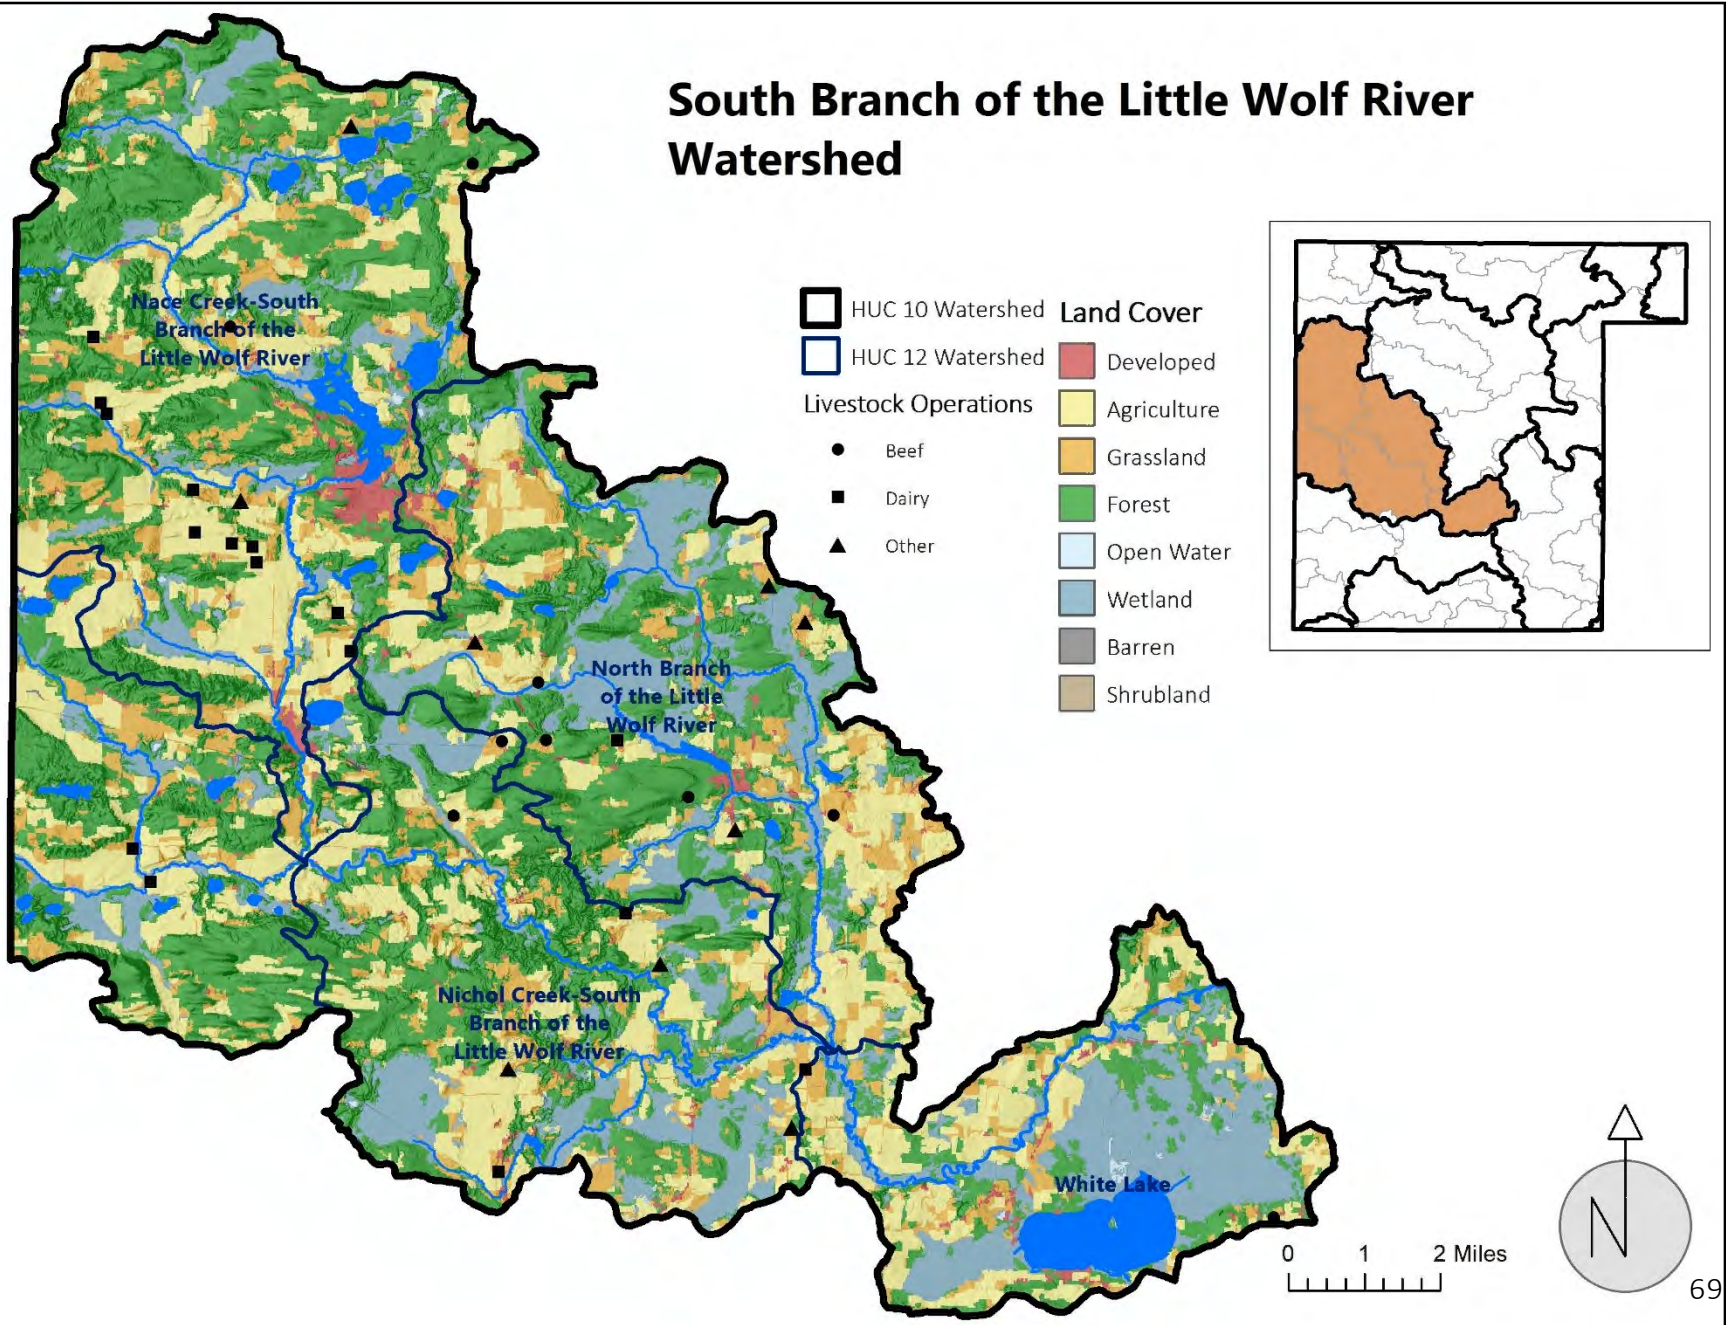 South Branch of the Little Wolf River
Watershed
HUC 10 Watershed
HUC 12 Watershed
Livestock Operations
Beef
Dairy
Other
Land Cover
Developed
Agriculture
Grassland
Forest
Open Water
Wetland
Barren
Shrubland
Nace Creek-South
Branch of the
Little Wolf River
North Branch
of the Little
Wolf River
Nichol Creek-South
Branch of the
Little Wolf River
White Lake
0 1 2 Miles
N
69